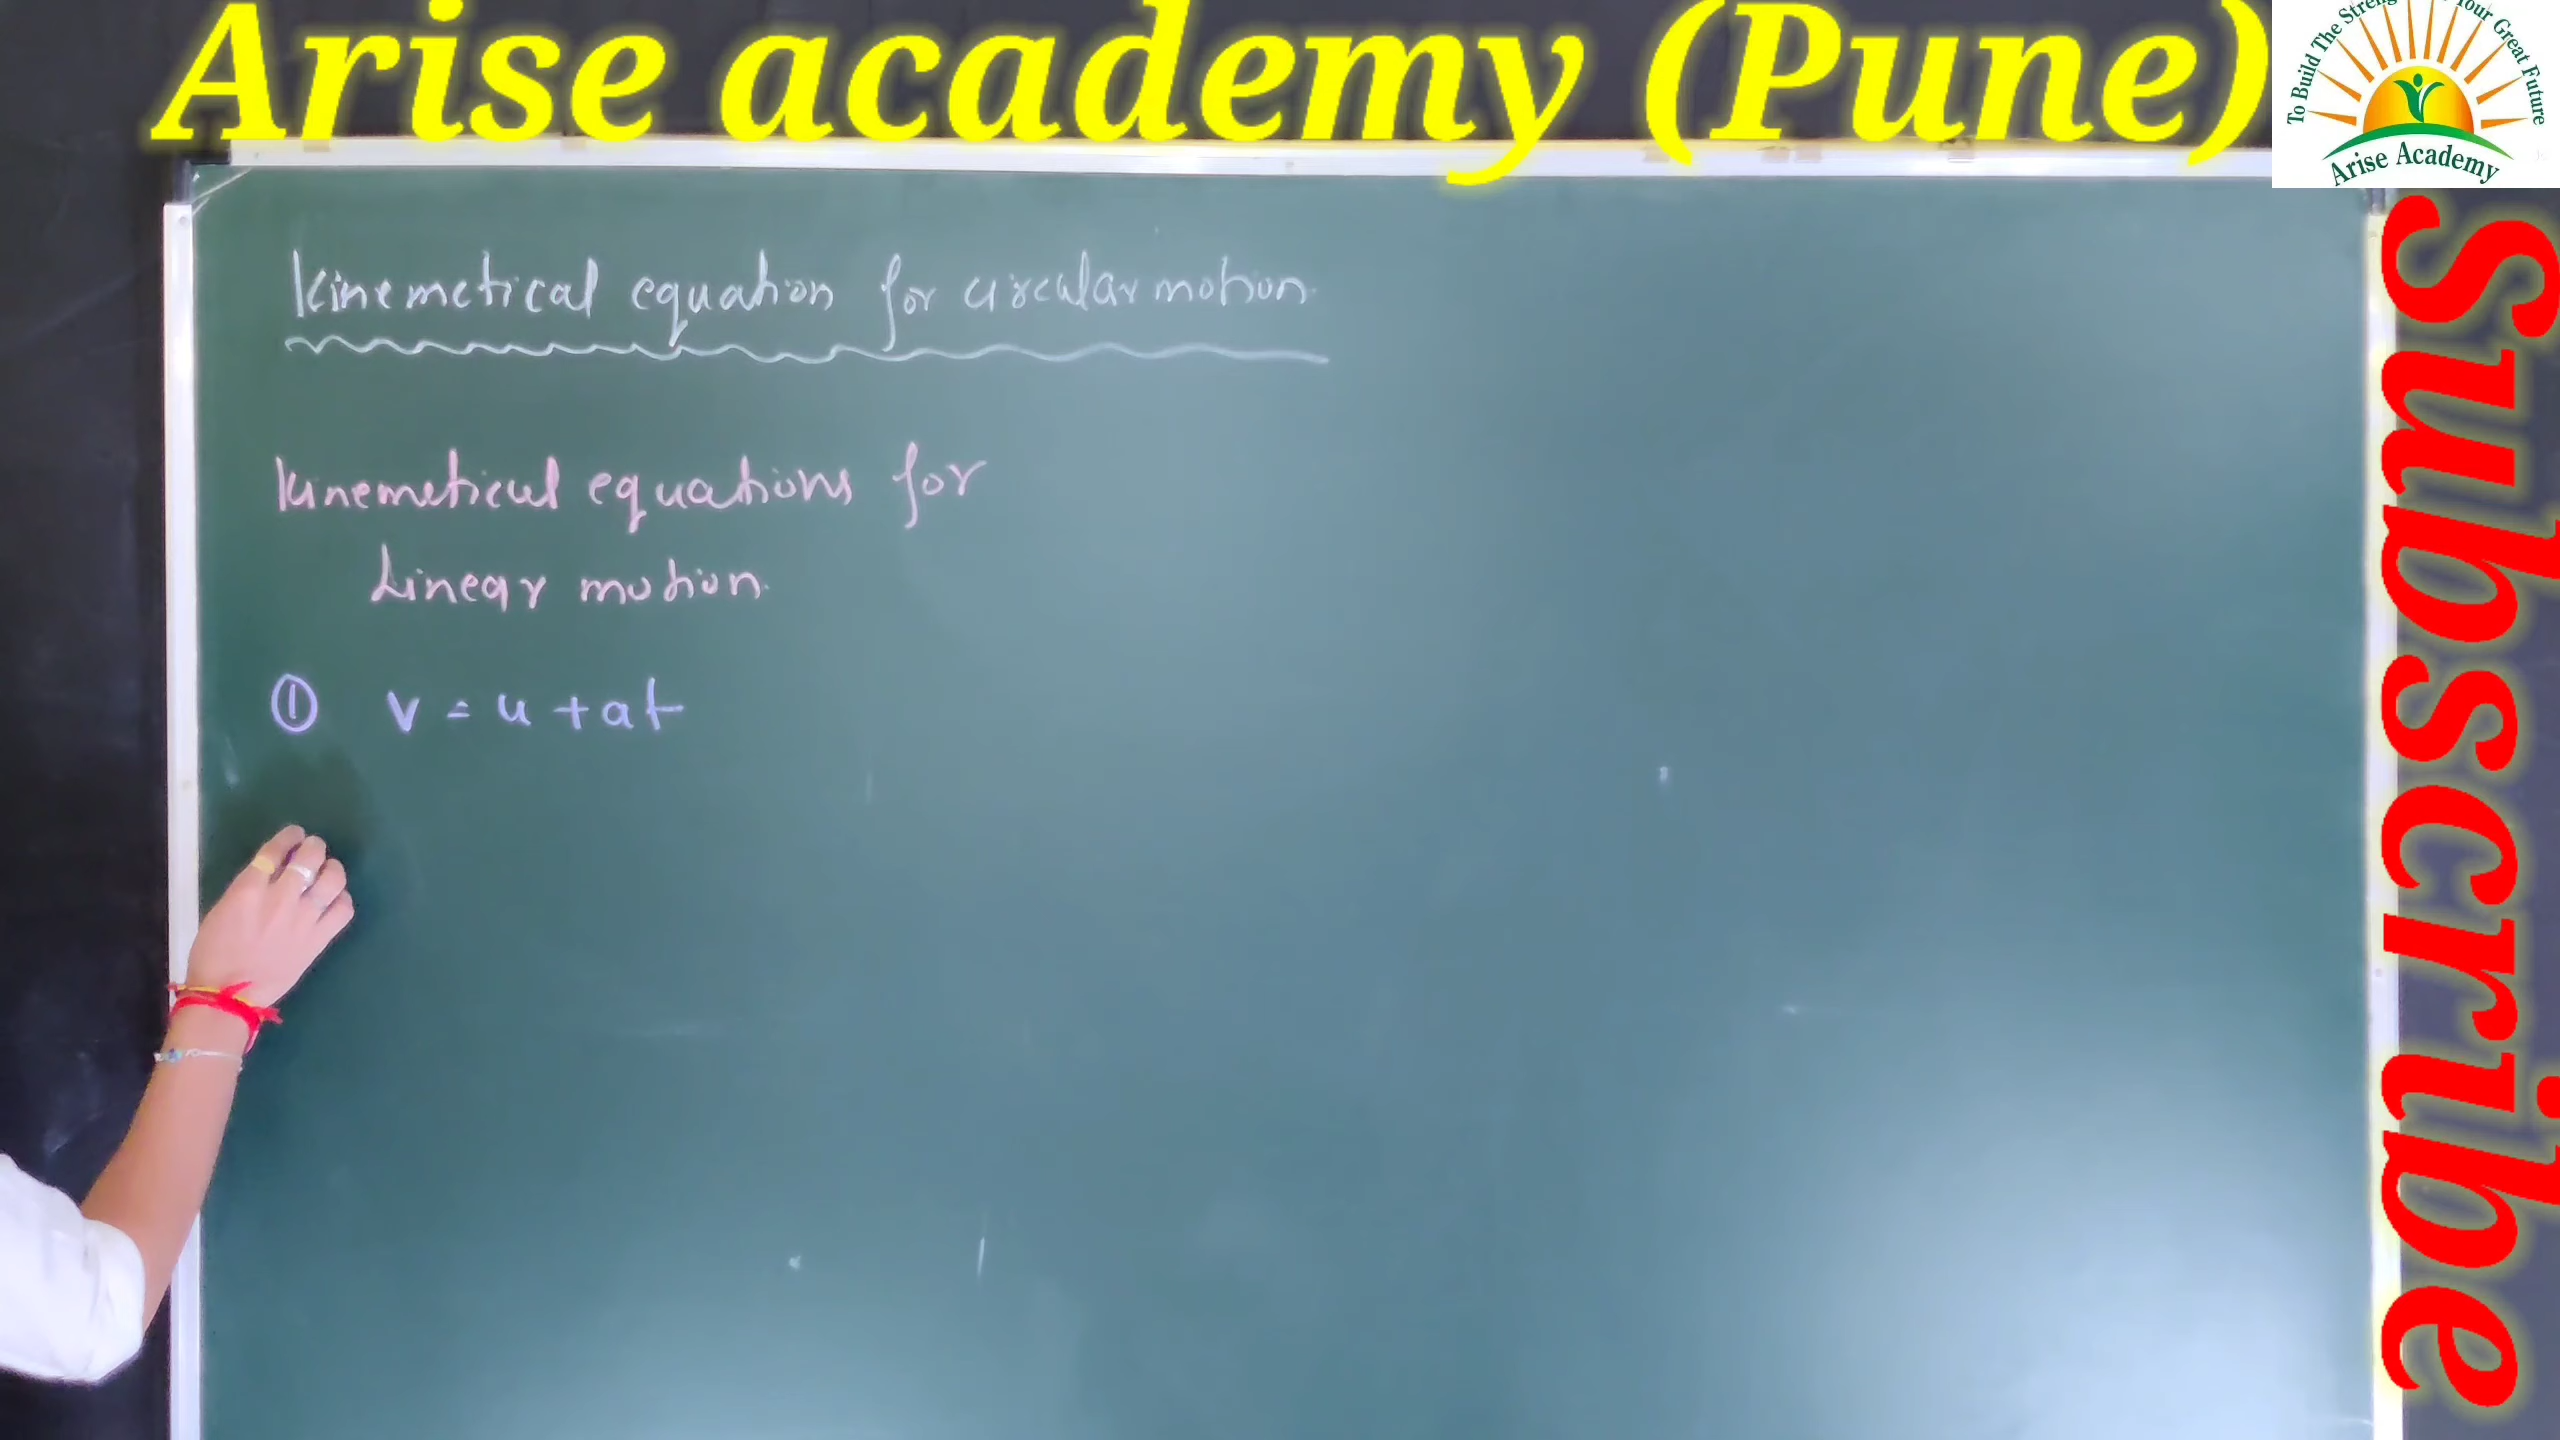 Arise academy (Pune)
To Build The Strength Your Great Future
Arise Academy
Subscribe
Kinemetical equation for circular motion
Kinemetical equations for
Linear motion.
① v = u + at